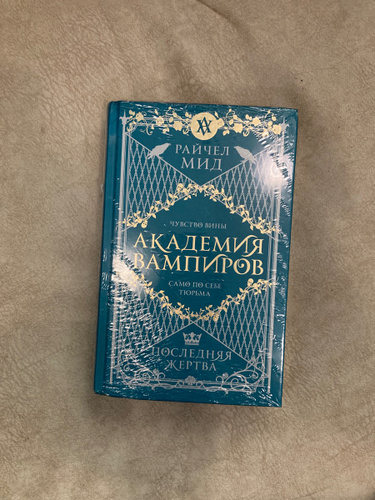 РАЙЧЕЛ
МИД
ЧУВСТВО ВИНЫ
АКАДЕМИЯ
ВАМПИРОВ
САМО ПО СЕБЕ
ТЮРЬМА
ПОСЛЕДНЯЯ
ЖЕРТВА